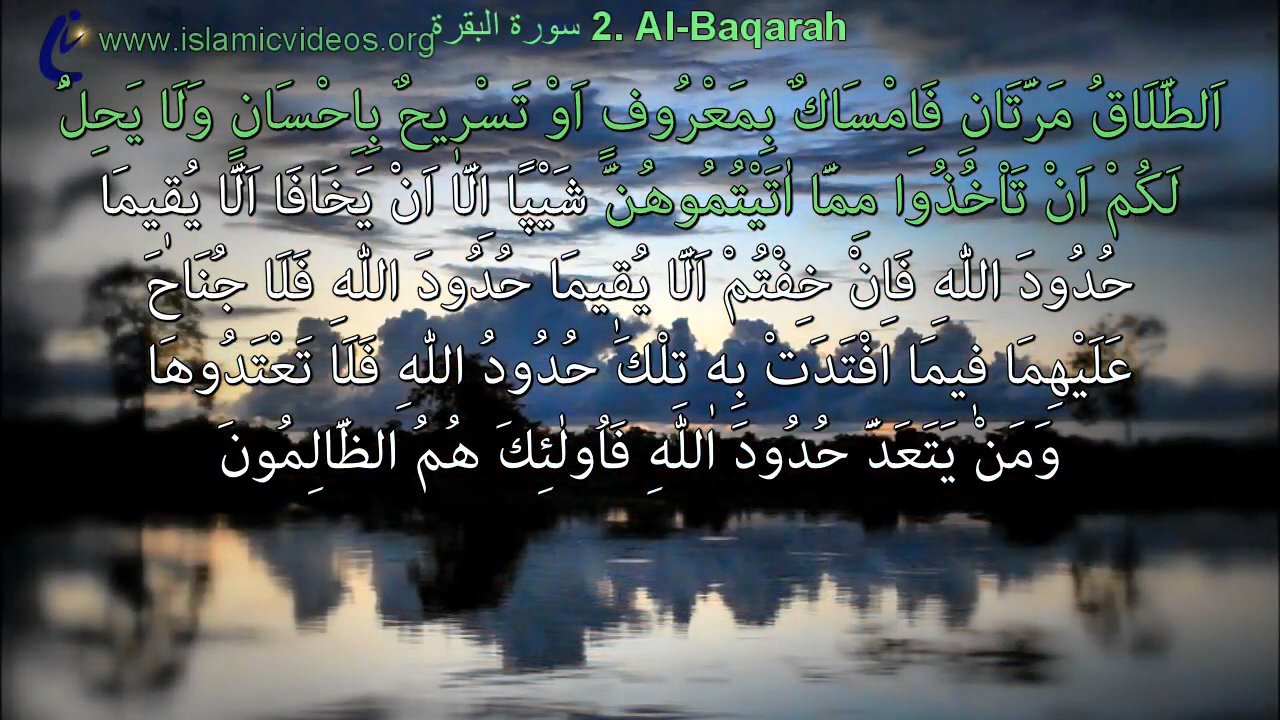 www.islamicvideos.org سورة البقرة 2. Al-Baqarah
اَلطَّلَاقُ مَرَّتَانِ فَاِمْسَاكٌ بِمَعْرُوفٍ اَوْ تَسْرٖيحٌ بِاِحْسَانٍ وَلَا يَحِلُّ
لَكُمْ اَنْ تَاْخُذُوا مِمَّا اٰتَيْتُمُوهُنَّ شَيْپًا اِلَّا اَنْ يَخَافَا اَلَّا يُقٖيمَا
حُدُودَ اللّٰهِ فَاِنْ خِفْتُمْ اَلَّا يُقٖيمَا حُدُودَ اللّٰهِ فَلَا جُنَاحَ
عَلَيْهِمَا فٖيمَا افْتَدَتْ بِهٖ تِلْكَ حُدُودُ اللّٰهِ فَلَا تَعْتَدُوهَا
وَمَنْ يَتَعَدَّ حُدُودَ اللّٰهِ فَاُولٰئِكَ هُمُ الظَّالِمُونَ